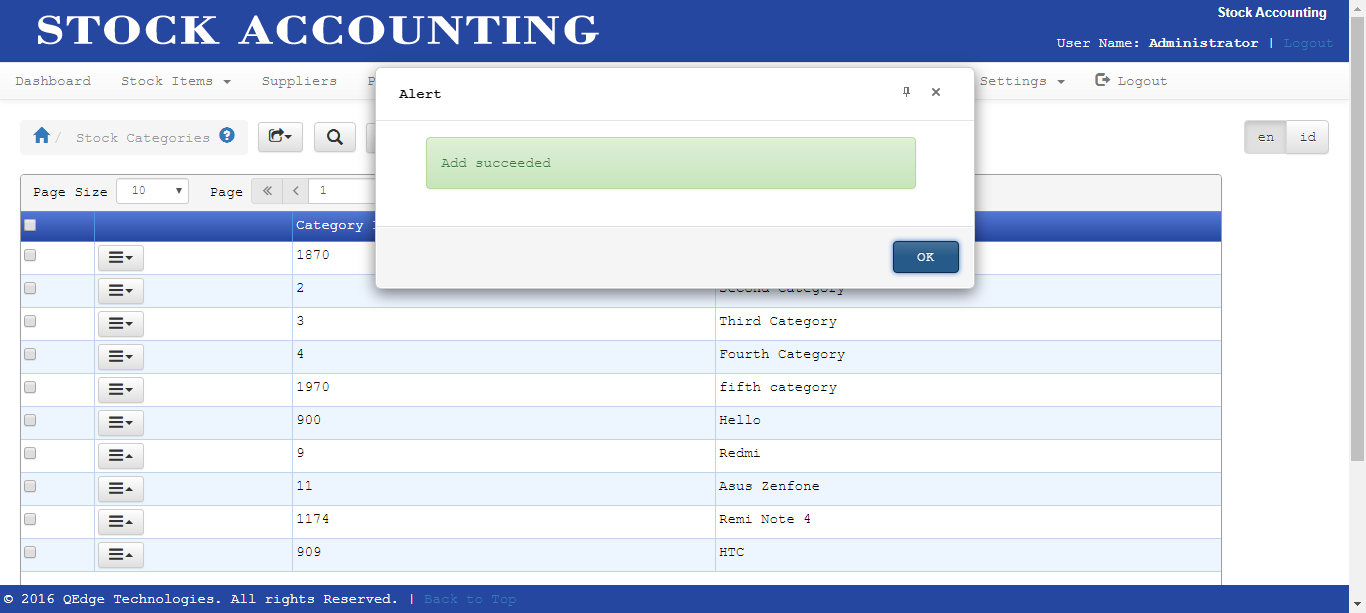 STOCK ACCOUNTING
Stock Accounting
User Name: Administrator | Logout
Dashboard Stock Items Suppliers Settings Logout
Alert
/ Stock Categories
en id
Add succeeded
Page Size 10 Page 1
Category
OK
1870
2 Second Category
3 Third Category
4 Fourth Category
1970 fifth category
900 Hello
9 Redmi
11 Asus Zenfone
1174 Remi Note 4
909 HTC
© 2016 QEdge Technologies. All rights Reserved. | Back to Top